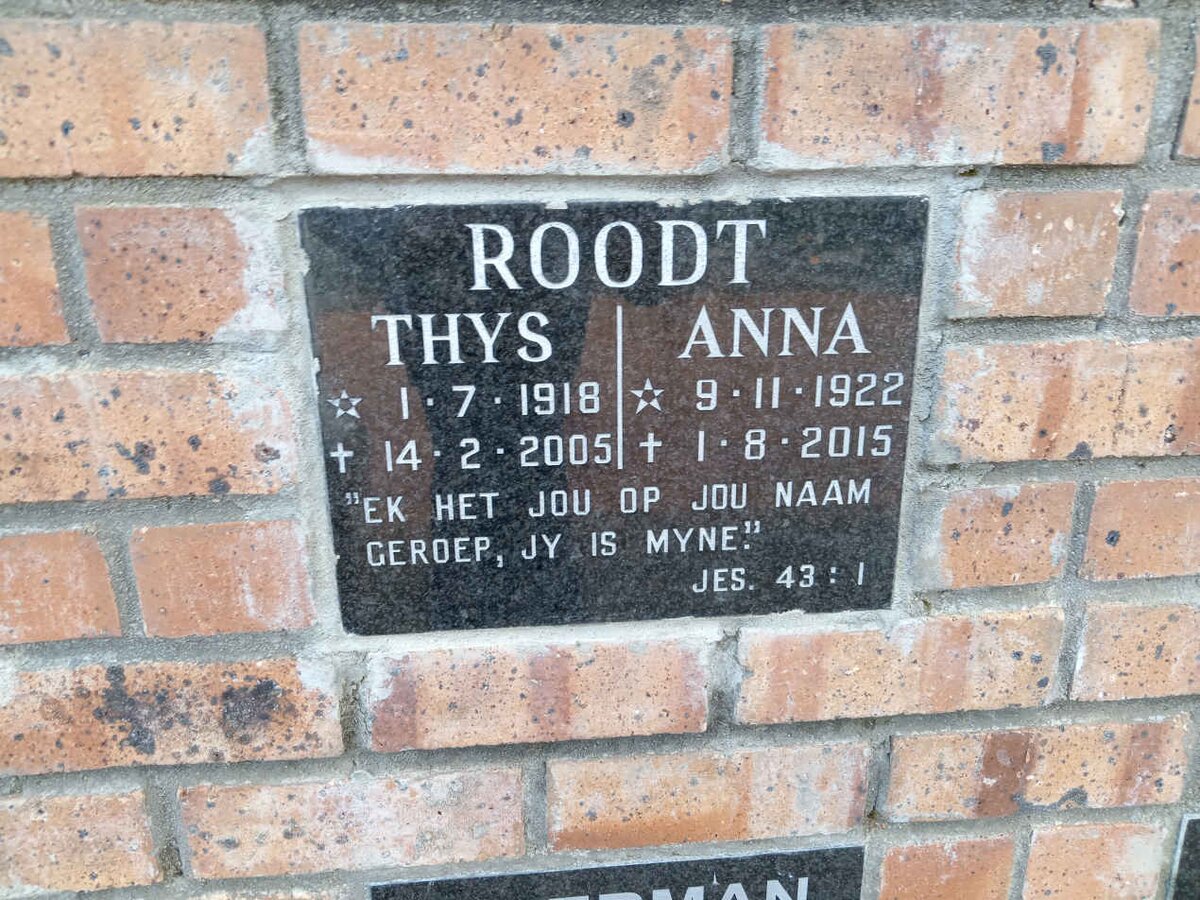 ROODT
THYS | ANNA
☆ 1·7·1918 | ☆ 9·11·1922
✝ 14·2·2005 | ✝ 1·8·2015
"EK HET JOU OP JOU NAAM
GEROEP, JY IS MYNE."
JES. 43:1